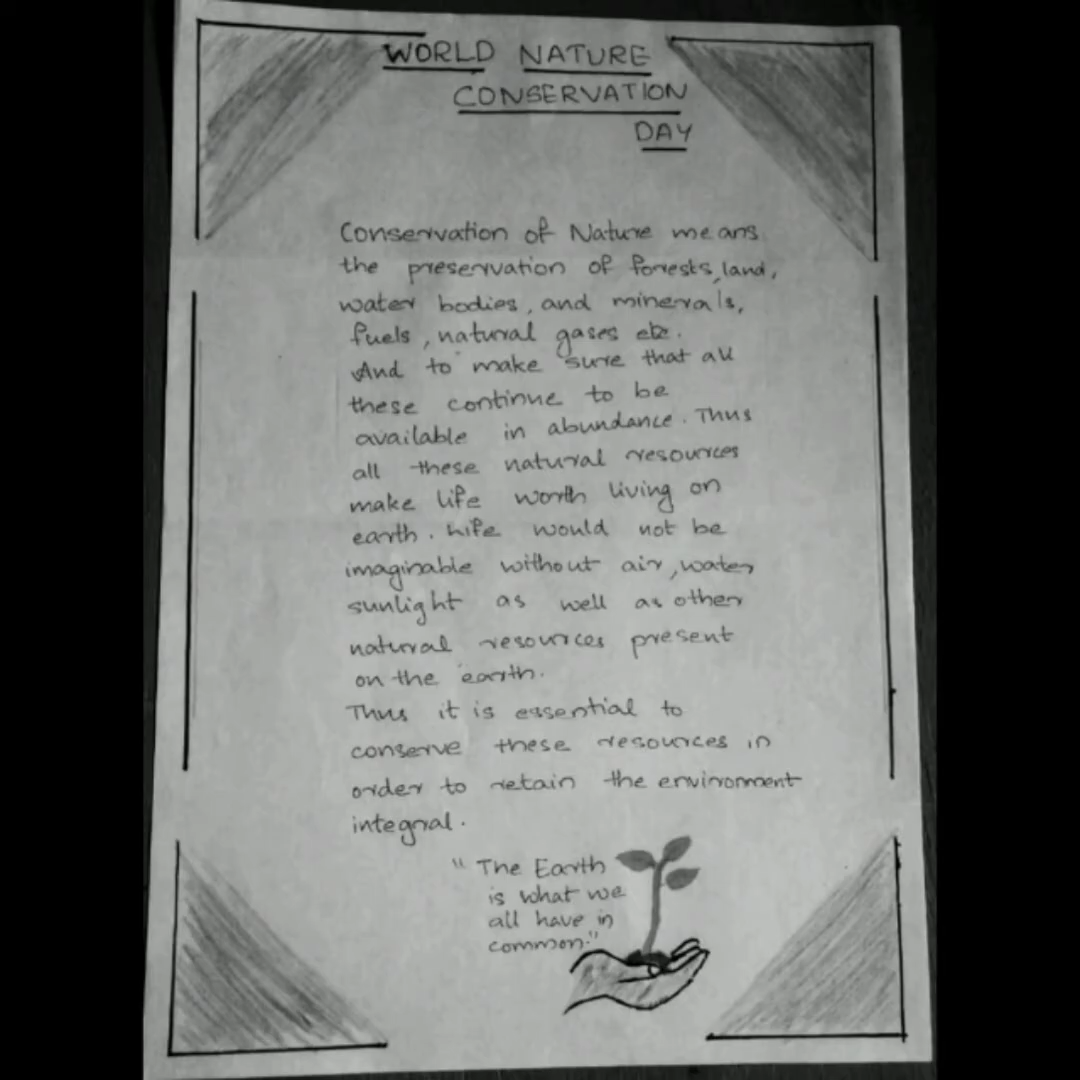 WORLD NATURE
CONSERVATION
DAY
Conservation of Nature means
the preservation of forests, land,
water bodies, and minerals,
fuels, natural gases etc.
And to make sure that all
these continue to be
available in abundance. Thus
all these natural resources
make life worth living on
earth. Life would not be
imaginable without air, water
sunlight as well as other
natural resources present
on the earth.
Thus it is essential to
conserve these resources in
order to retain the environment
integral.
"The Earth
is what we
all have in
common."